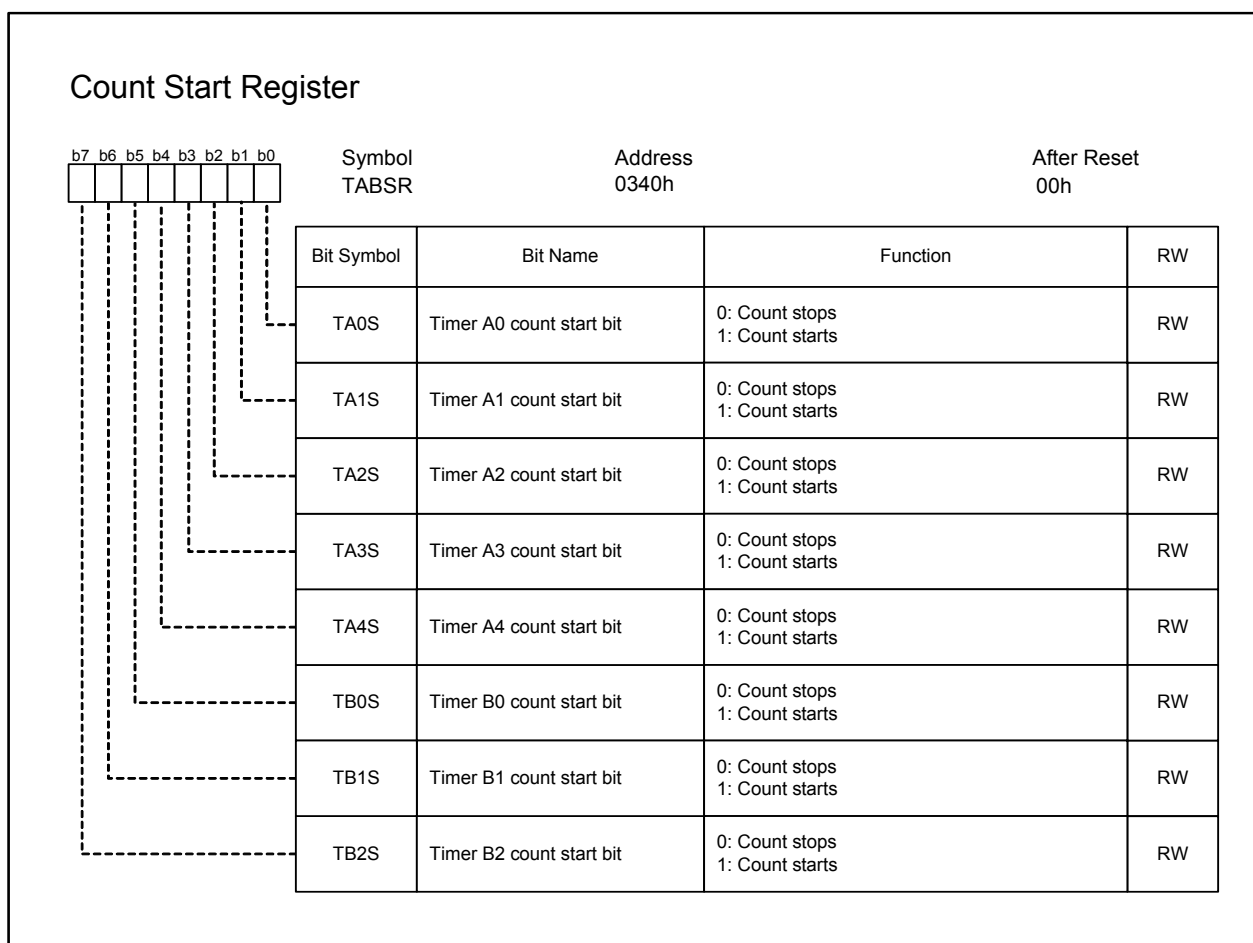 Count Start Register
b7 b6 b5 b4 b3 b2 b1 b0
Symbol Address After Reset
TABSR 0340h 00h
Bit Symbol Bit Name Function RW
TA0S Timer A0 count start bit 0: Count stops
1: Count starts RW
TA1S Timer A1 count start bit 0: Count stops
1: Count starts RW
TA2S Timer A2 count start bit 0: Count stops
1: Count starts RW
TA3S Timer A3 count start bit 0: Count stops
1: Count starts RW
TA4S Timer A4 count start bit 0: Count stops
1: Count starts RW
TB0S Timer B0 count start bit 0: Count stops
1: Count starts RW
TB1S Timer B1 count start bit 0: Count stops
1: Count starts RW
TB2S Timer B2 count start bit 0: Count stops
1: Count starts RW